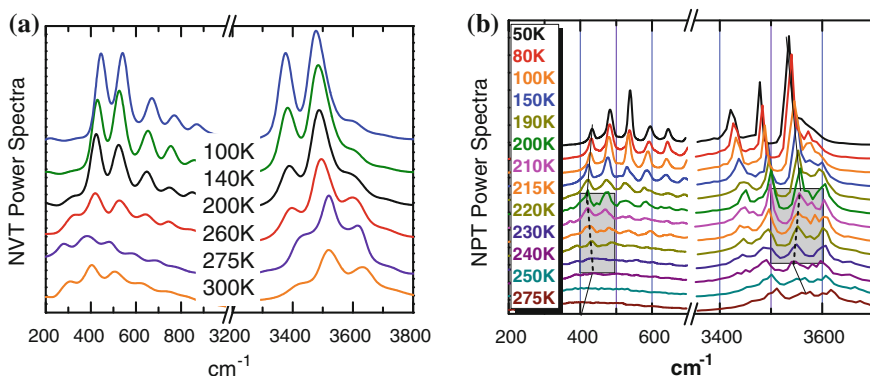 (a)
NVT Power Spectra
100K
140K
200K
260K
275K
300K
200 400 600 800 3200 3400 3600 3800
cm-1
(b)
NPT Power Spectra
50K
80K
100K
150K
190K
200K
210K
215K
220K
230K
240K
250K
275K
200 400 600 3400 3600
cm-1